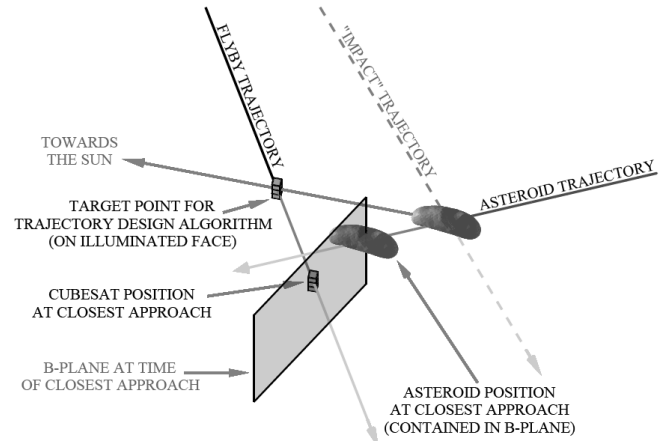 FLYBY TRAJECTORY
"IMPACT" TRAJECTORY
TOWARDS
THE SUN
ASTEROID TRAJECTORY
TARGET POINT FOR
TRAJECTORY DESIGN ALGORITHM
(ON ILLUMINATED FACE)
CUBESAT POSITION
AT CLOSEST APPROACH
B-PLANE AT TIME
OF CLOSEST APPROACH
ASTEROID POSITION
AT CLOSEST APPROACH
(CONTAINED IN B-PLANE)